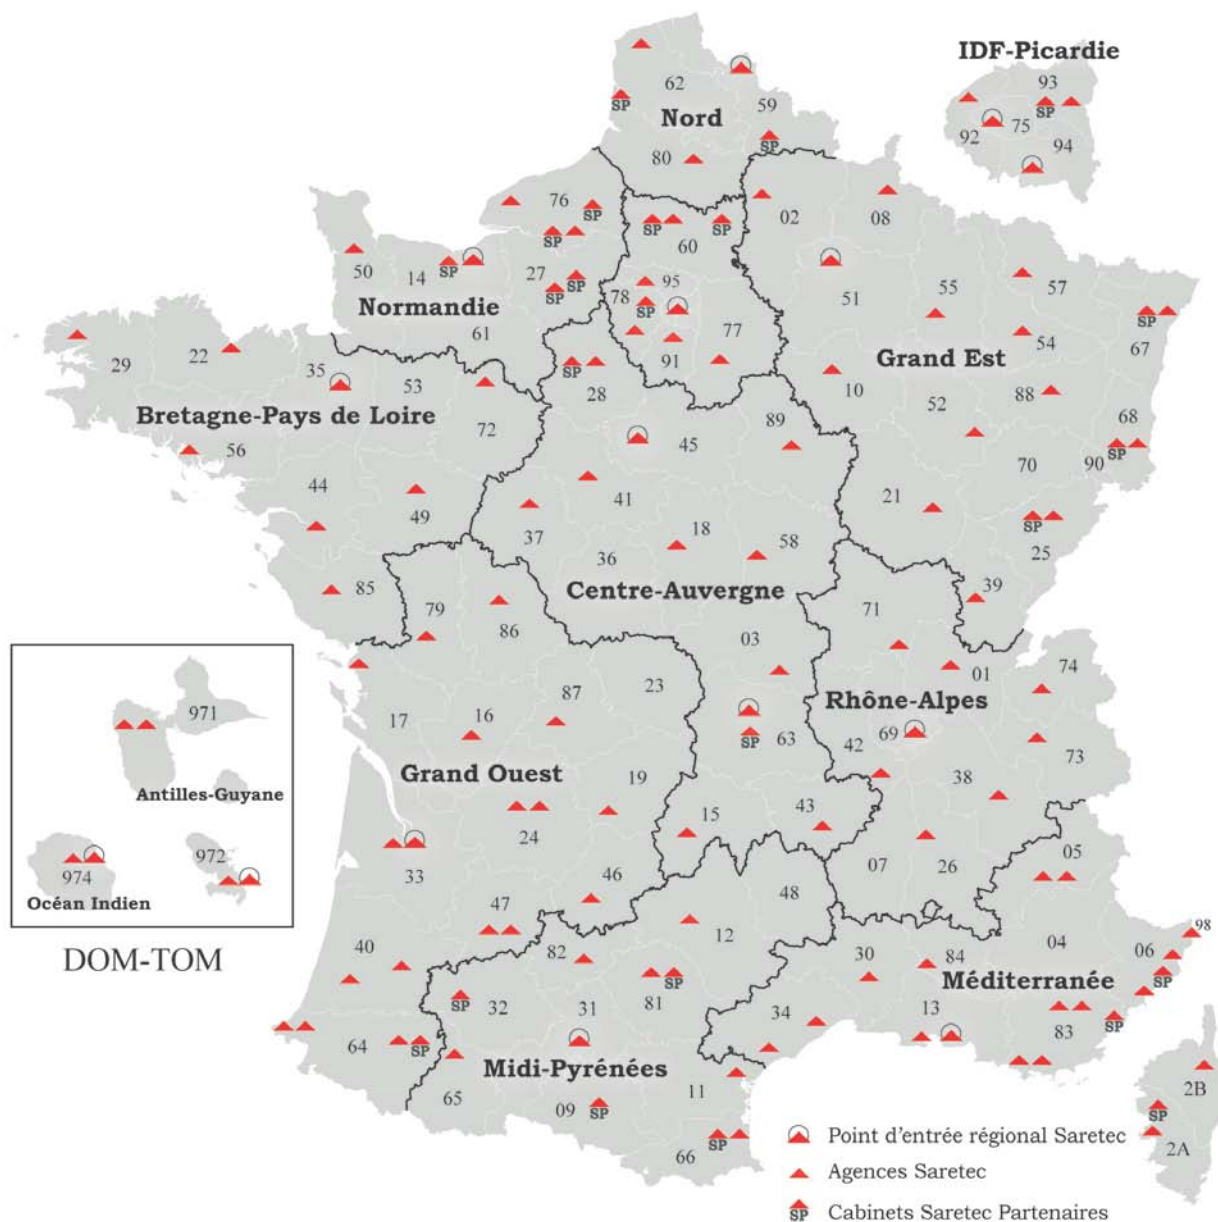 IDF-Picardie
93
62
59
SP
SP
92
75
SP
94
Nord
SP
80
76
SP
02
08
SP
SP
60
SP
50
14
SP
27
SP
SP
95
78
SP
51
55
57
SP
67
Normandie
61
77
54
29
22
35
53
91
Grand Est
SP
28
10
52
88
Bretagne-Pays de Loire
72
56
45
89
68
SP
90
70
44
49
41
21
37
18
58
SP
36
25
Centre-Auvergne
39
85
79
86
71
03
01
74
971
87
23
Rhône-Alpes
17
16
SP
63
42
69
73
Grand Ouest
19
38
Antilles-Guyane
24
15
43
07
26
05
972
974
33
46
48
Océan Indien
47
12
98
DOM-TOM
40
82
30
84
04
06
SP
32
81
SP
SP
Méditerranée
31
34
13
83
SP
64
SP
Midi-Pyrénées
65
11
2B
09
SP
SP
SP
66
2A
Point d'entrée régional Saretec
Agences Saretec
SP Cabinets Saretec Partenaires